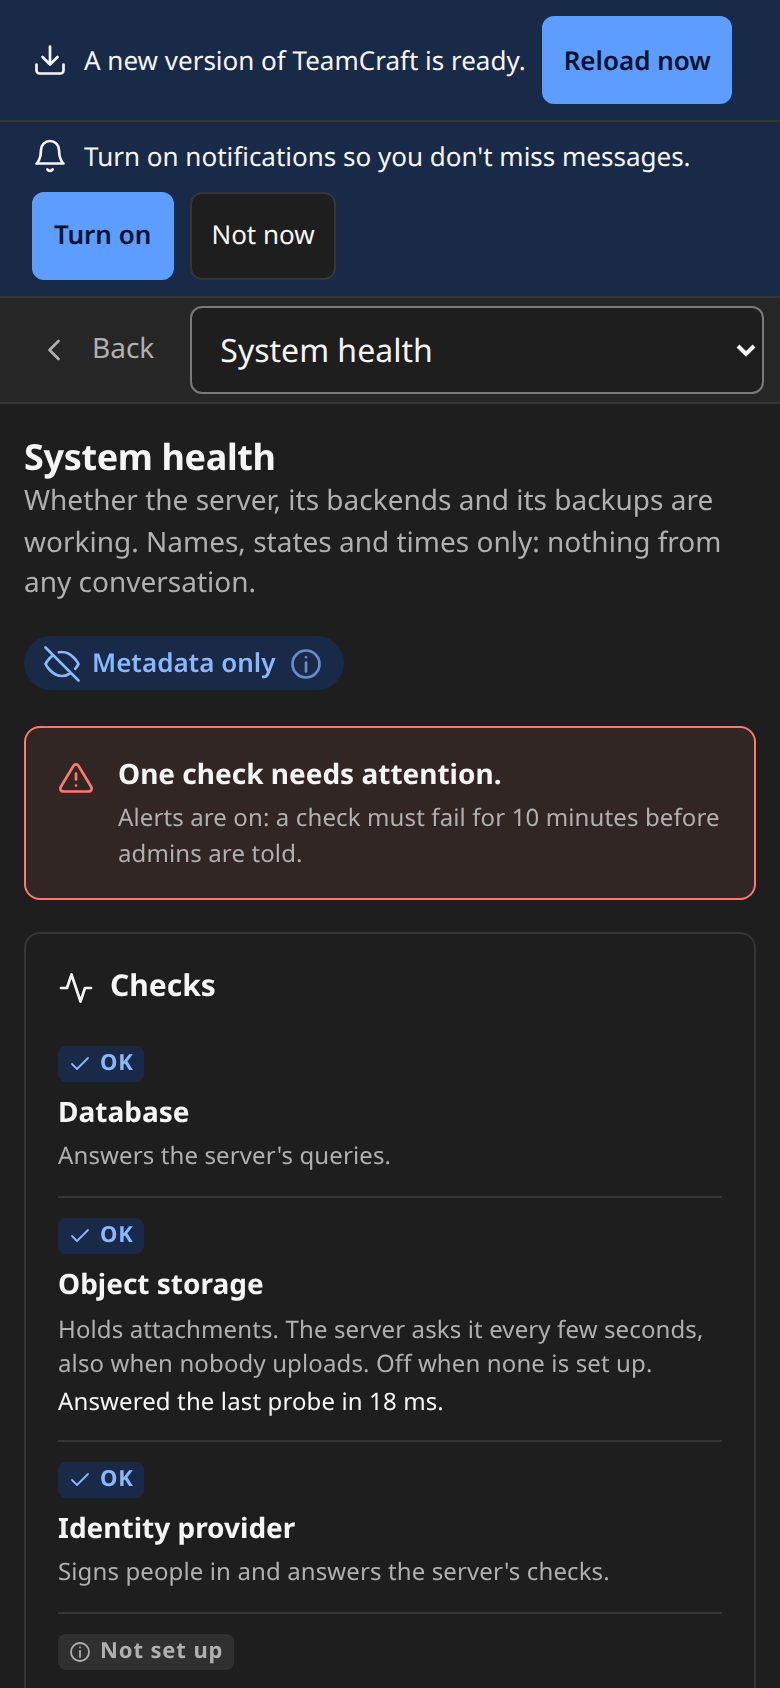 A new version of TeamCraft is ready.
Reload now
Turn on notifications so you don't miss messages.
Turn on
Not now
Back
System health
System health
Whether the server, its backends and its backups are
working. Names, states and times only: nothing from
any conversation.
Metadata only
One check needs attention.
Alerts are on: a check must fail for 10 minutes before
admins are told.
Checks
OK
Database
Answers the server's queries.
OK
Object storage
Holds attachments. The server asks it every few seconds,
also when nobody uploads. Off when none is set up.
Answered the last probe in 18 ms.
OK
Identity provider
Signs people in and answers the server's checks.
Not set up